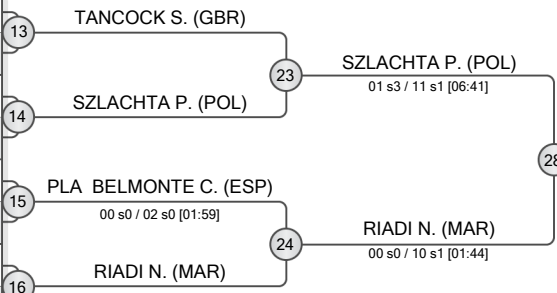 TANCOCK S. (GBR)
13
23
SZLACHTA P. (POL)
01 s3 / 11 s1 [06:41]
SZLACHTA P. (POL)
14
28
PLA BELMONTE C. (ESP)
15
00 s0 / 02 s0 [01:59]
24
RIADI N. (MAR)
00 s0 / 10 s1 [01:44]
RIADI N. (MAR)
16